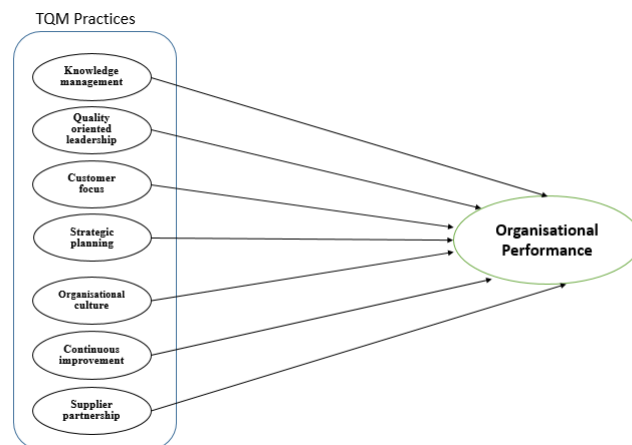 TQM Practices
Knowledge
management
Quality
oriented
leadership
Customer
focus
Strategic
planning
Organisational
culture
Continuous
improvement
Supplier
partnership
Organisational
Performance